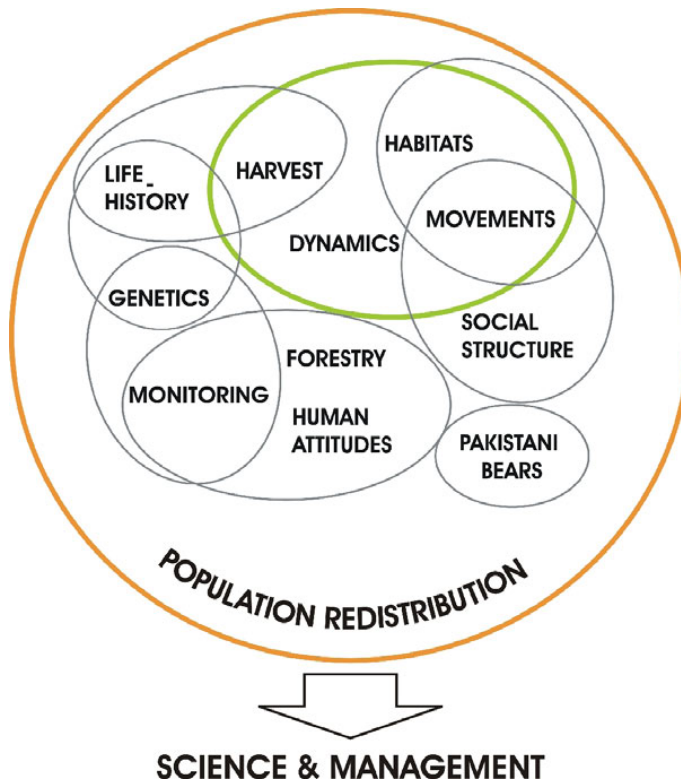 HABITATS
LIFE-
HISTORY
HARVEST
MOVEMENTS
DYNAMICS
GENETICS
SOCIAL
STRUCTURE
FORESTRY
MONITORING
HUMAN
ATTITUDES
PAKISTANI
BEARS
POPULATION REDISTRIBUTION
SCIENCE & MANAGEMENT